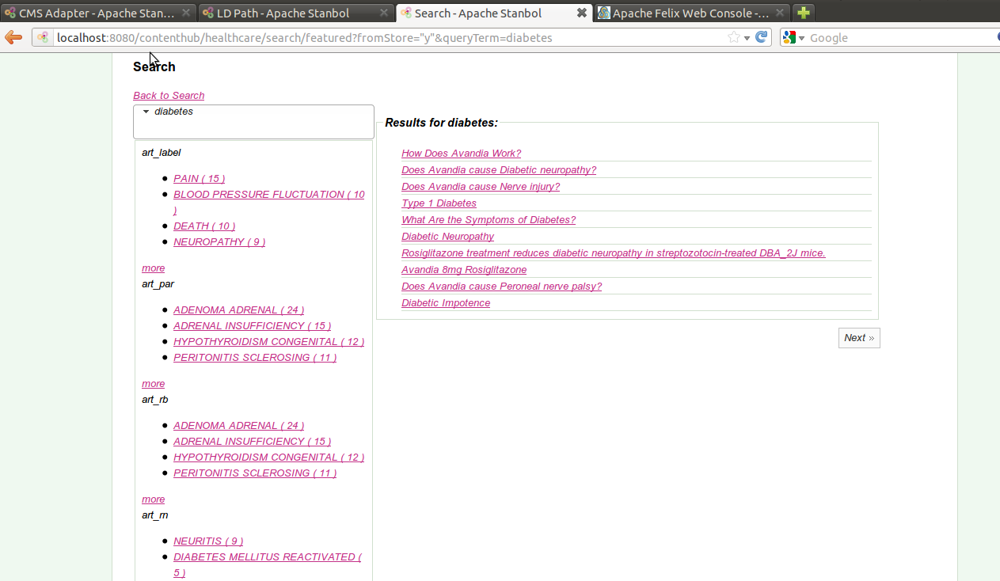 CMS Adapter - Apache Stan...
LD Path - Apache Stanbol
Search - Apache Stanbol
Apache Felix Web Console -...
localhost:8080/contenthub/healthcare/search/featured?fromStore="y"&queryTerm=diabetes
Google
Search
Back to Search
diabetes
art_label
PAIN ( 15 )
BLOOD PRESSURE FLUCTUATION ( 10
)
DEATH ( 10 )
NEUROPATHY ( 9 )
more
art_par
ADENOMA ADRENAL ( 24 )
ADRENAL INSUFFICIENCY ( 15 )
HYPOTHYROIDISM CONGENITAL ( 12 )
PERITONITIS SCLEROSING ( 11 )
more
art_rb
ADENOMA ADRENAL ( 24 )
ADRENAL INSUFFICIENCY ( 15 )
HYPOTHYROIDISM CONGENITAL ( 12 )
PERITONITIS SCLEROSING ( 11 )
more
art_rn
NEURITIS ( 9 )
DIABETES MELLITUS REACTIVATED (
5 )
Results for diabetes:
How Does Avandia Work?
Does Avandia cause Diabetic neuropathy?
Does Avandia cause Nerve injury?
Type 1 Diabetes
What Are the Symptoms of Diabetes?
Diabetic Neuropathy
Rosiglitazone treatment reduces diabetic neuropathy in streptozotocin-treated DBA_2J mice.
Avandia 8mg Rosiglitazone
Does Avandia cause Peroneal nerve palsy?
Diabetic Impotence
Next »